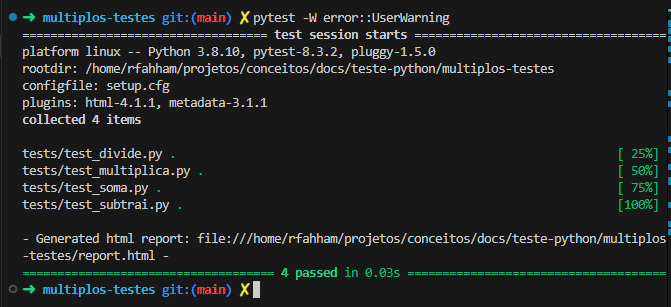 ➜ multiplos-testes git:(main) ✗ pytest -W error::UserWarning
================================= test session starts ==================================
platform linux -- Python 3.8.10, pytest-8.3.2, pluggy-1.5.0
rootdir: /home/rfahham/projetos/conceitos/docs/teste-python/multiplos-testes
configfile: setup.cfg
plugins: html-4.1.1, metadata-3.1.1
collected 4 items
tests/test_divide.py . [ 25%]
tests/test_multiplica.py . [ 50%]
tests/test_soma.py . [ 75%]
tests/test_subtrai.py . [100%]
- Generated html report: file:///home/rfahham/projetos/conceitos/docs/teste-python/multiplos
-testes/report.html -
================================== 4 passed in 0.03s ===================================
➜ multiplos-testes git:(main) ✗